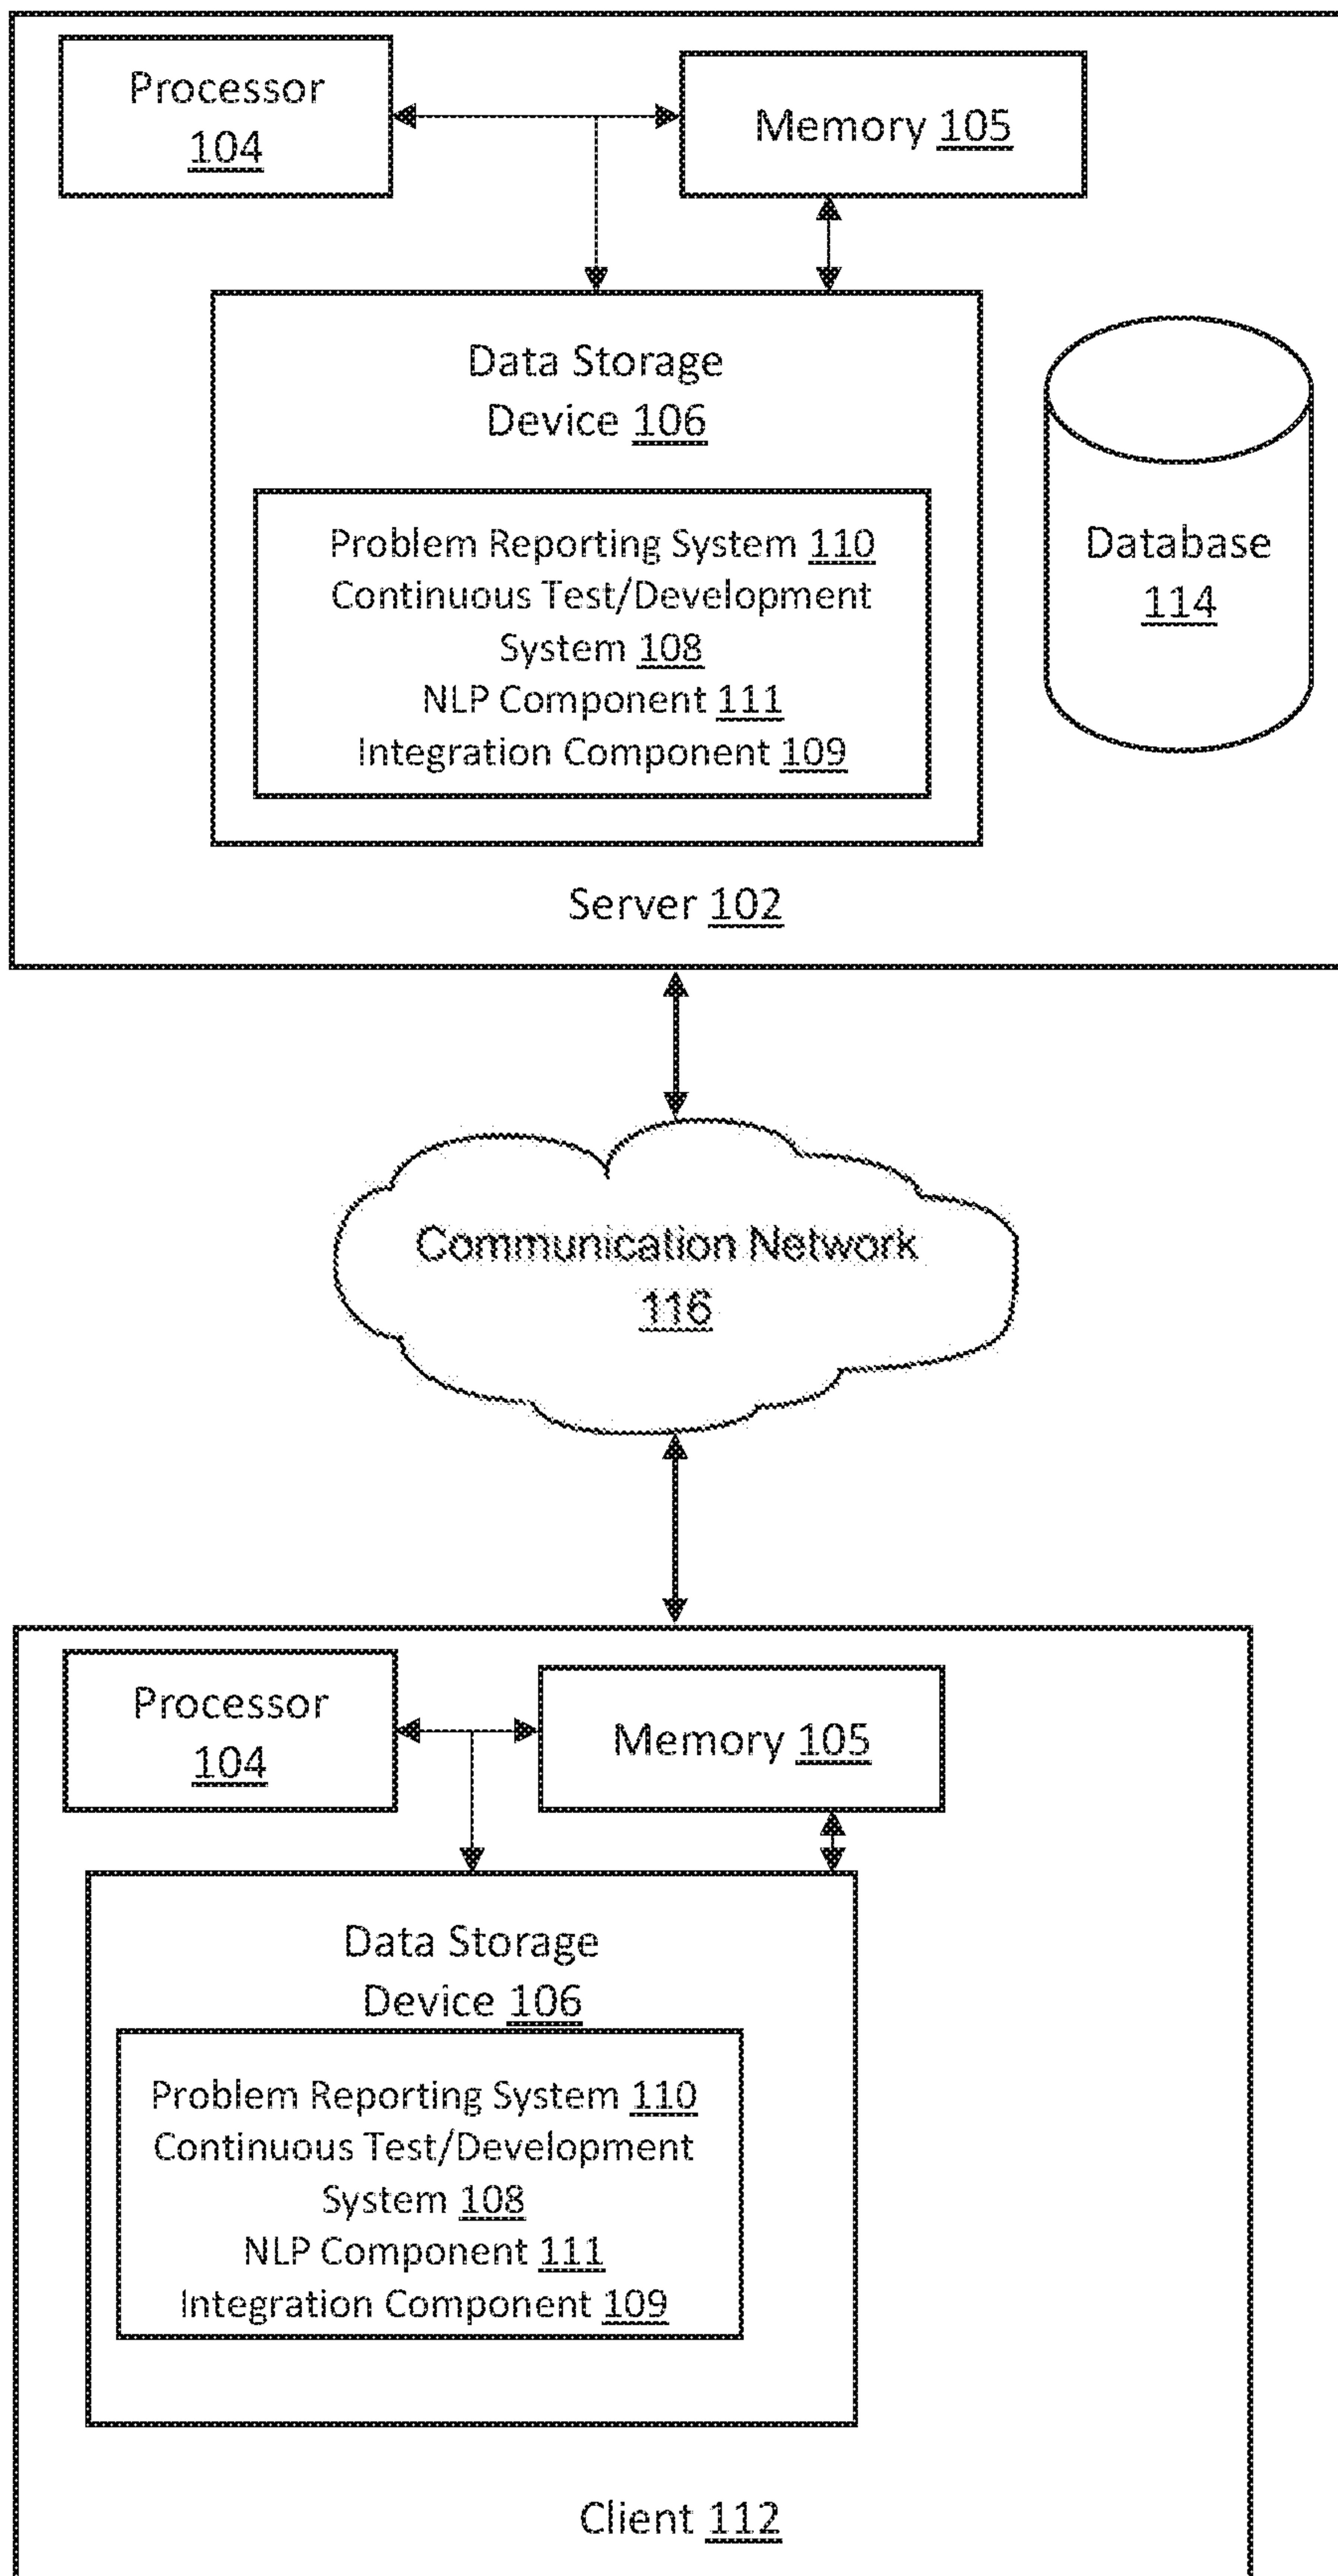 Processor
104
Memory 105
Data Storage
Device 106
Problem Reporting System 110
Continuous Test/Development
System 108
NLP Component 111
Integration Component 109
Database
114
Server 102
Communication Network
116
Processor
104
Memory 105
Data Storage
Device 106
Problem Reporting System 110
Continuous Test/Development
System 108
NLP Component 111
Integration Component 109
Client 112